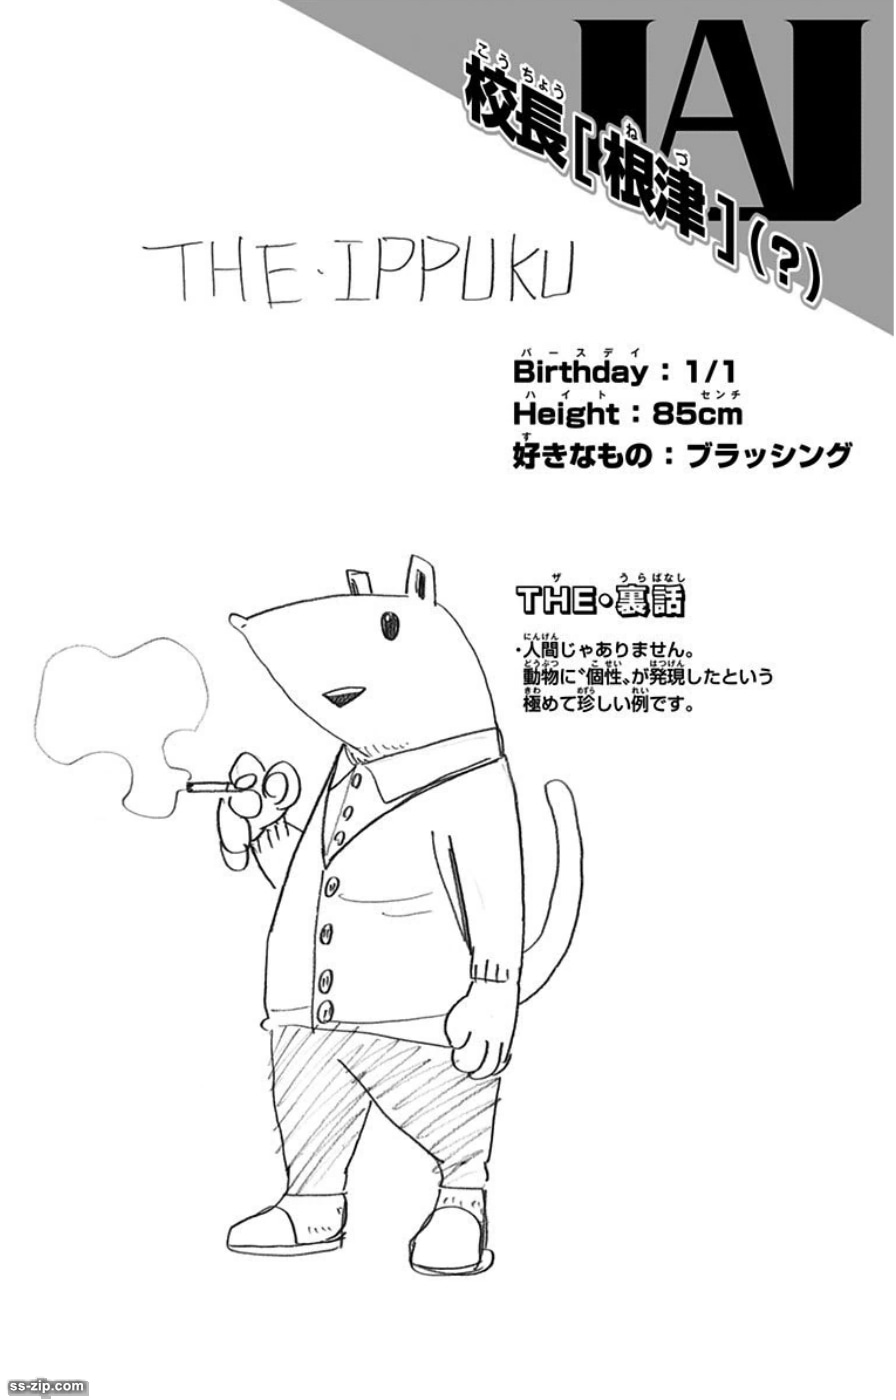 UA
校長[根津](?)
こうちょう ねづ
THE・IPPUKU
バースデイ
Birthday : 1/1
ハイト センチ
Height : 85cm
す
好きなもの : ブラッシング
ザ うらばなし
THE・裏話
にんげん
・人間じゃありません。
どうぶつ こせい はつげん
動物に〝個性〟が発現したという
きわ めずら れい
極めて珍しい例です。
ss-zip.com